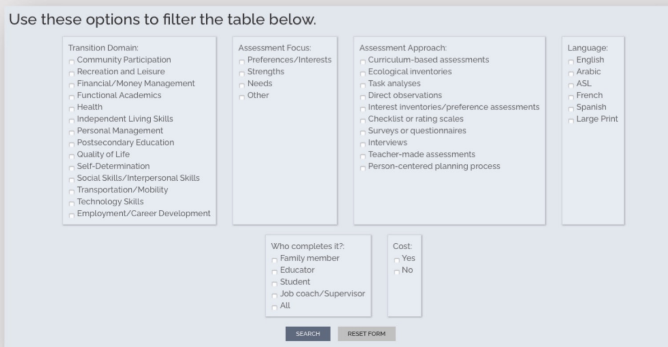 Use these options to filter the table below.
Transition Domain:
Community Participation
Recreation and Leisure
Financial/Money Management
Functional Academics
Health
Independent Living Skills
Personal Management
Postsecondary Education
Quality of Life
Self-Determination
Social Skills/Interpersonal Skills
Transportation/Mobility
Technology Skills
Employment/Career Development
Assessment Focus:
Preferences/Interests
Strengths
Needs
Other
Assessment Approach:
Curriculum-based assessments
Ecological inventories
Task analyses
Direct observations
Interest inventories/preference assessments
Checklist or rating scales
Surveys or questionnaires
Interviews
Teacher-made assessments
Person-centered planning process
Language:
English
Arabic
ASL
French
Spanish
Large Print
Who completes it?:
Family member
Educator
Student
Job coach/Supervisor
All
Cost:
Yes
No
SEARCH
RESET FORM